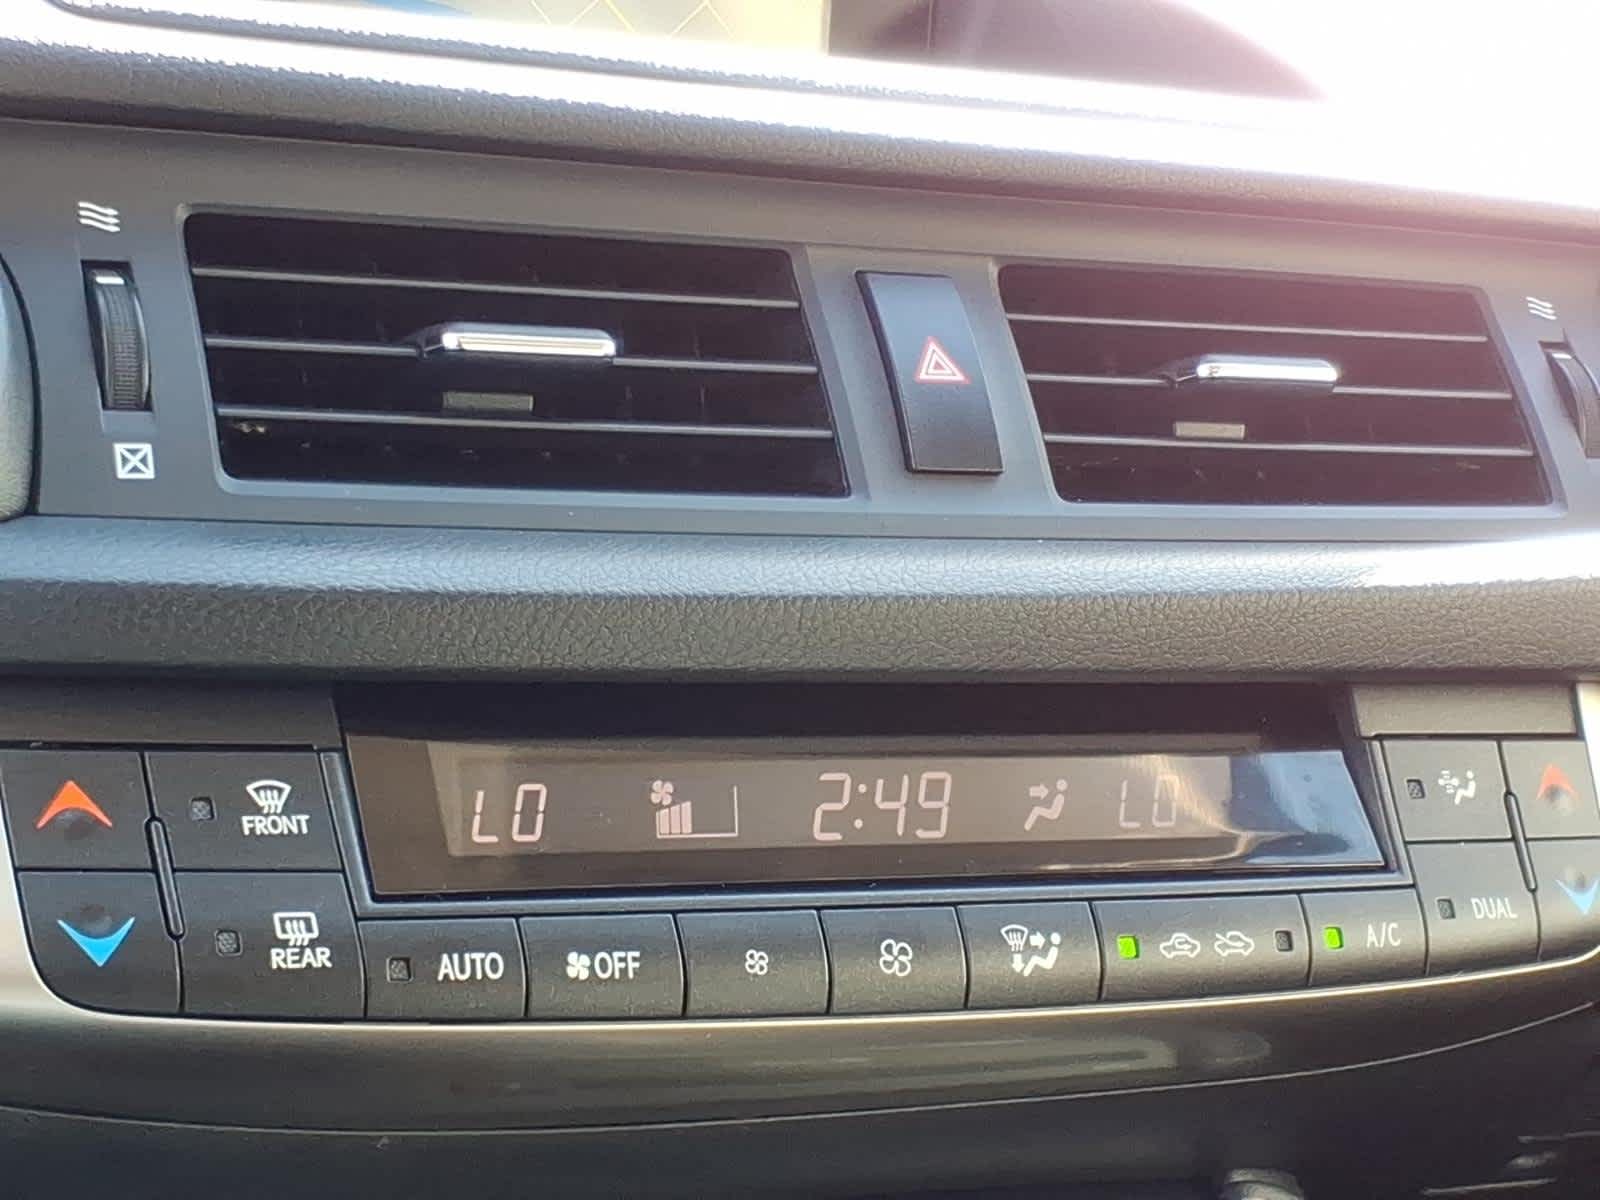 LO 2:49 LO
FRONT
REAR
AUTO
OFF
A/C
DUAL